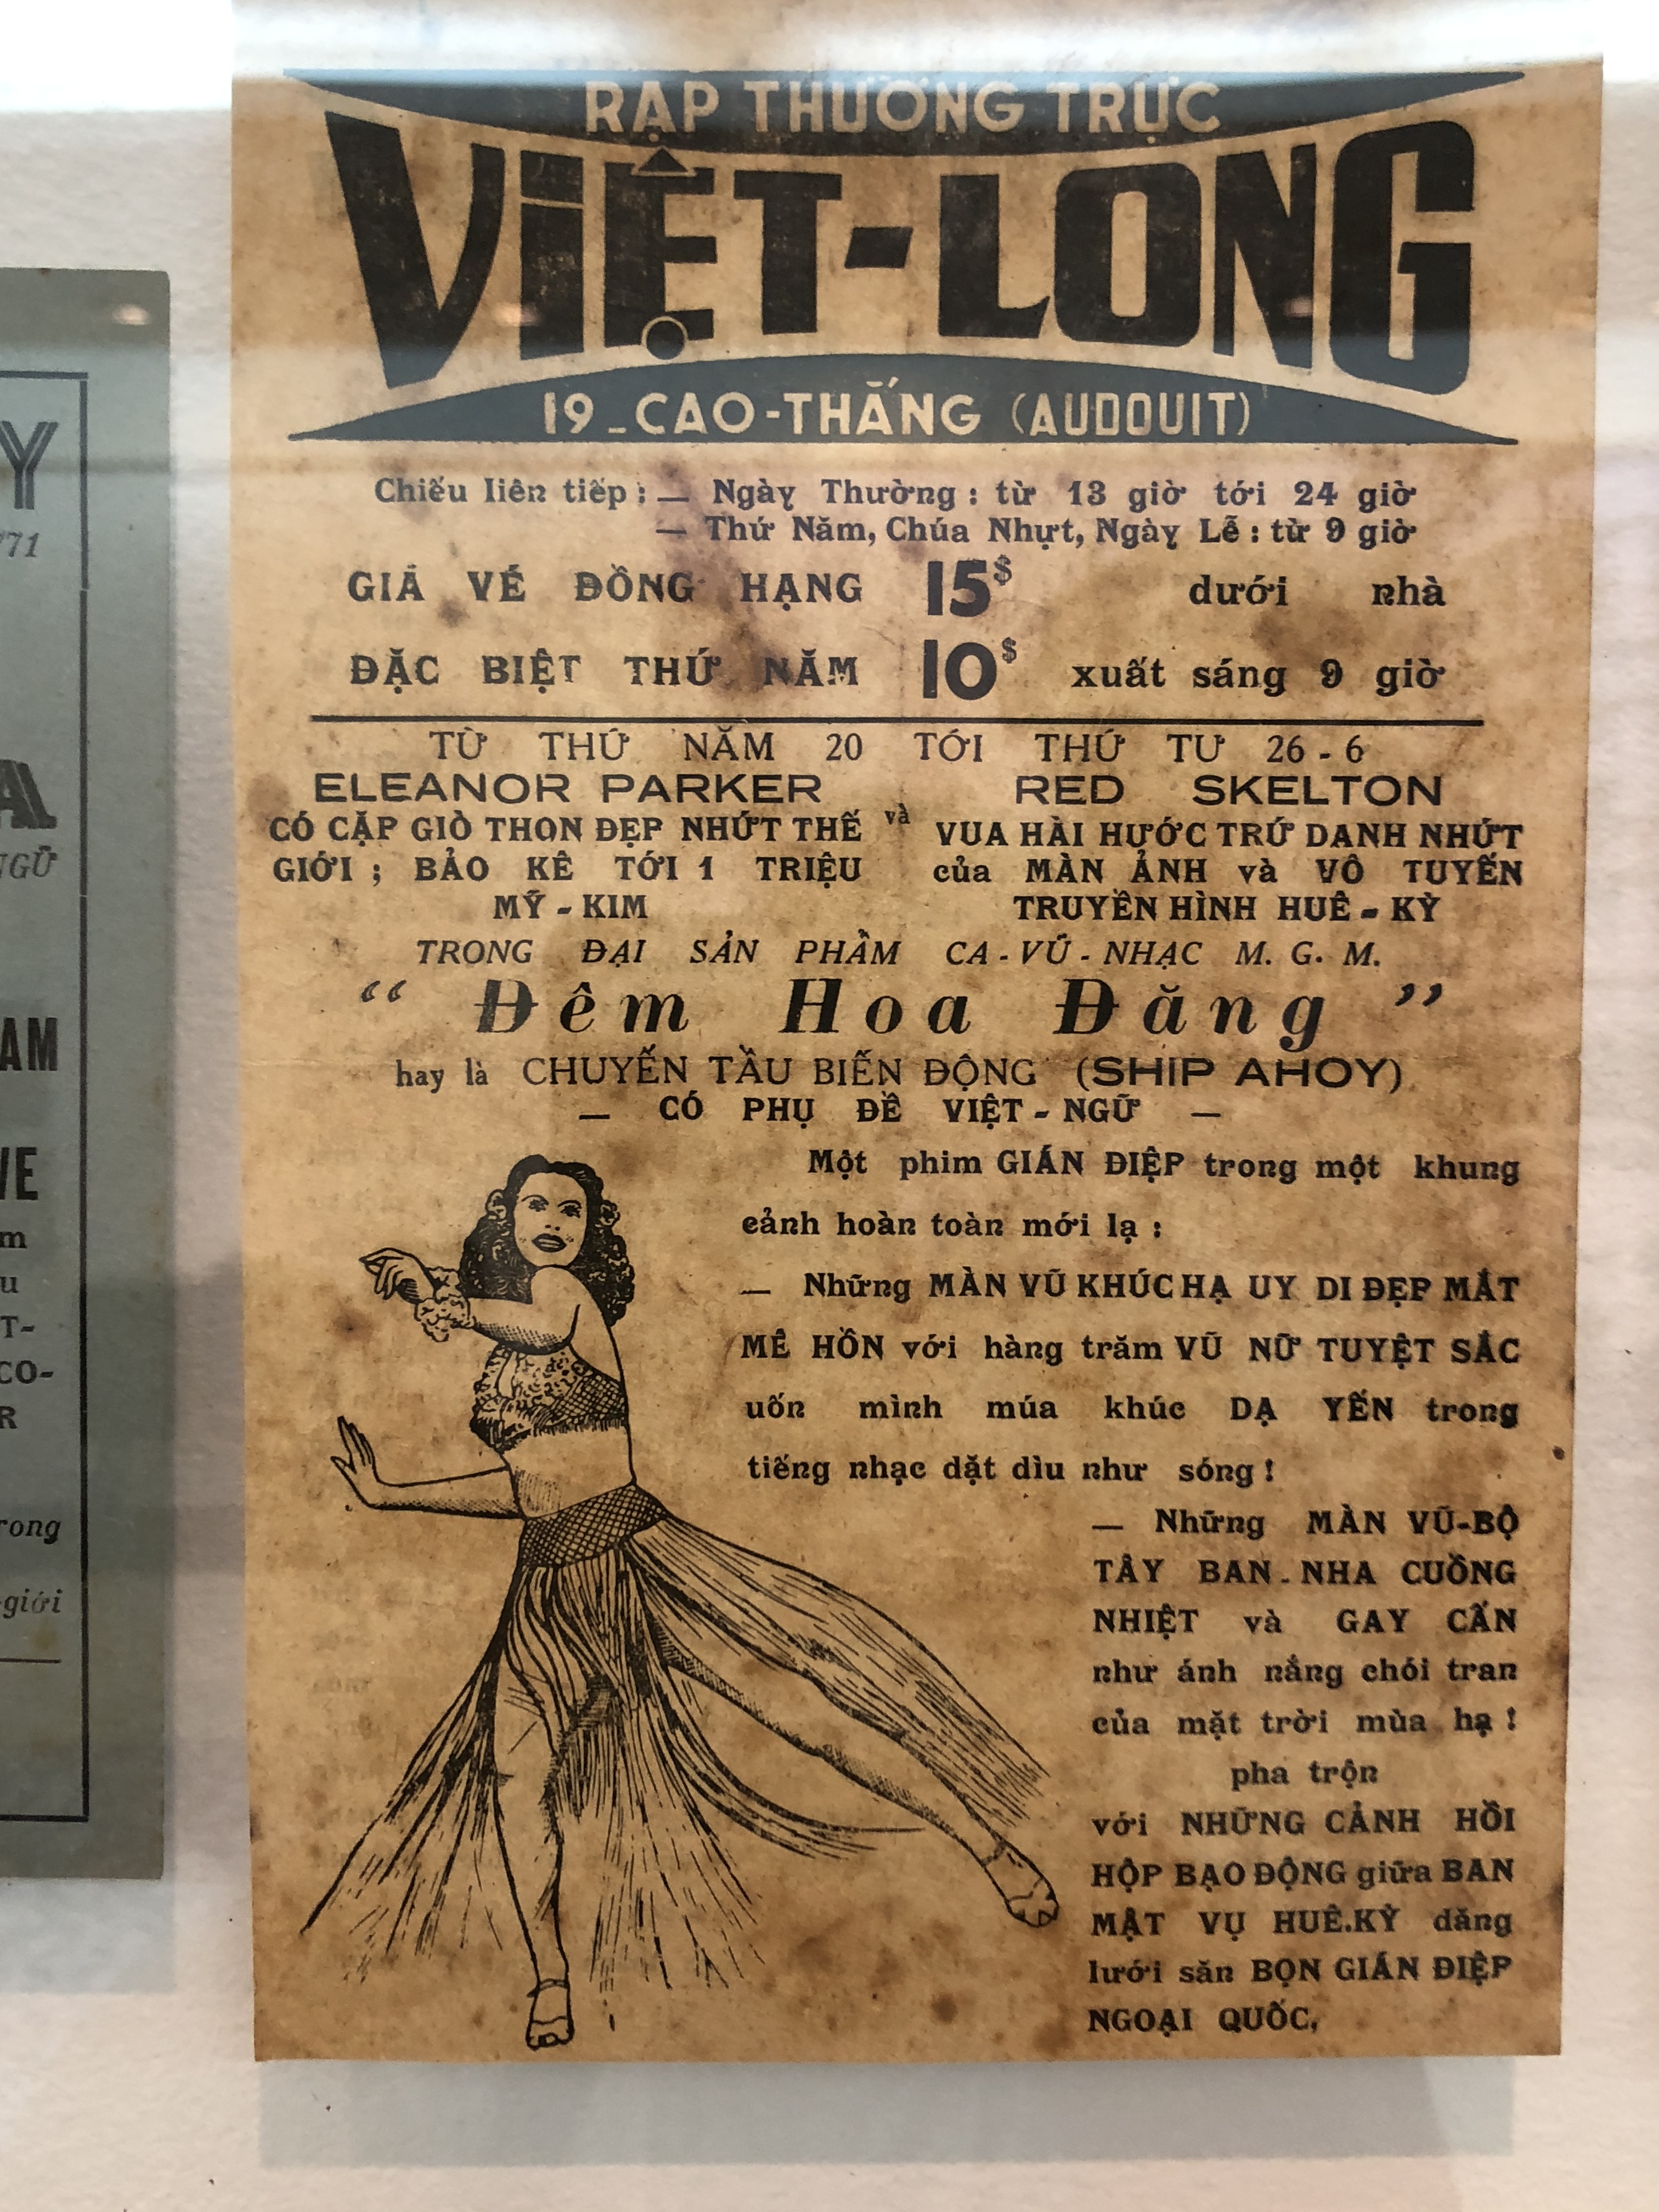 RẠP THƯỜNG TRỰC
VIỆT-LONG
19_CAO-THẮNG (AUDOUIT)
Chiếu liên tiếp : — Ngày Thường : từ 13 giờ tới 24 giờ
— Thứ Năm, Chúa Nhựt, Ngày Lễ : từ 9 giờ
GIÁ VÉ ĐỒNG HẠNG 15$ dưới nhà
ĐẶC BIỆT THỨ NĂM 10$ xuất sáng 9 giờ
TỪ THỨ NĂM 20 TỚI THỨ TƯ 26 - 6
ELEANOR PARKER
CÓ CẶP GIÒ THON ĐẸP NHỨT THẾ
GIỚI ; BẢO KÊ TỚI 1 TRIỆU
MỸ - KIM
và
RED SKELTON
VUA HÀI HƯỚC TRỨ DANH NHỨT
của MÀN ẢNH và VÔ TUYẾN
TRUYỀN HÌNH HUÊ - KỲ
TRONG ĐẠI SẢN PHẨM CA - VŨ - NHẠC M. G. M.
“ Đêm Hoa Đăng ”
hay là CHUYẾN TẦU BIẾN ĐỘNG (SHIP AHOY)
— CÓ PHỤ ĐỀ VIỆT - NGỮ —
Một phim GIÁN ĐIỆP trong một khung
cảnh hoàn toàn mới lạ :
— Những MÀN VŨ KHÚC HẠ UY DI ĐẸP MẮT
MÊ HỒN với hàng trăm VŨ NỮ TUYỆT SẮC
uốn mình múa khúc DẠ YẾN trong
tiếng nhạc dặt dìu như sóng !
— Những MÀN VŨ-BỘ
TÂY BAN - NHA CUỒNG
NHIỆT và GAY CẤN
như ánh nắng chói tran
của mặt trời mùa hạ !
pha trộn
với NHỮNG CẢNH HỒI
HỘP BẠO ĐỘNG giữa BAN
MẬT VỤ HUÊ.KỲ dăng
lưới săn BỌN GIÁN ĐIỆP
NGOẠI QUỐC,
Y
771
A
NGỮ
AM
VE
m
u
T-
CO-
R
rong
giới